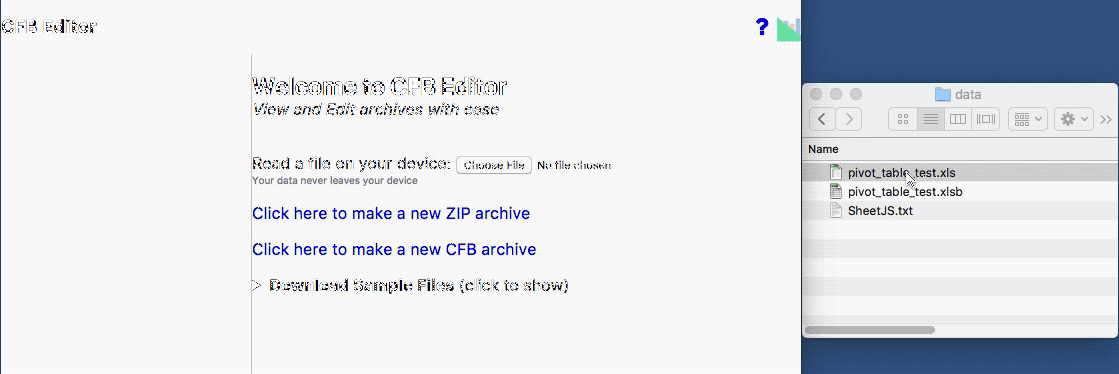 CFB Editor
?
Welcome to CFB Editor
View and Edit archives with ease
Read a file on your device: Choose File No file chosen
Your data never leaves your device
Click here to make a new ZIP archive
Click here to make a new CFB archive
> Download Sample Files (click to show)
data
Name
pivot_table_test.xls
pivot_table_test.xlsb
SheetJS.txt